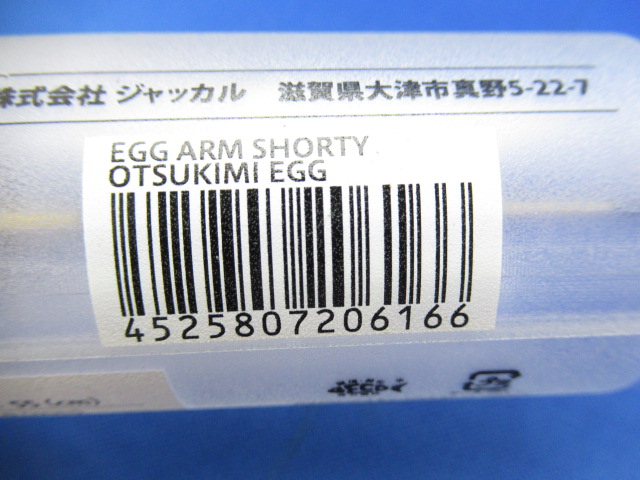 株式会社 ジャッカル 滋賀県大津市真野5-22-7
EGG ARM SHORTY
OTSUKIMI EGG
4525807206166